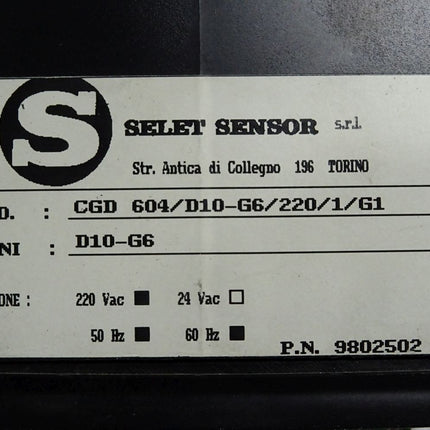 S SELET SENSOR s.r.l.
Str. Antica di Collegno 196 TORINO
D. : CGD 604/D10-G6/220/1/G1
NI : D10-G6
ONE : 220 Vac ■ 24 Vac □
50 Hz ■ 60 Hz ■
P.N. 9802502